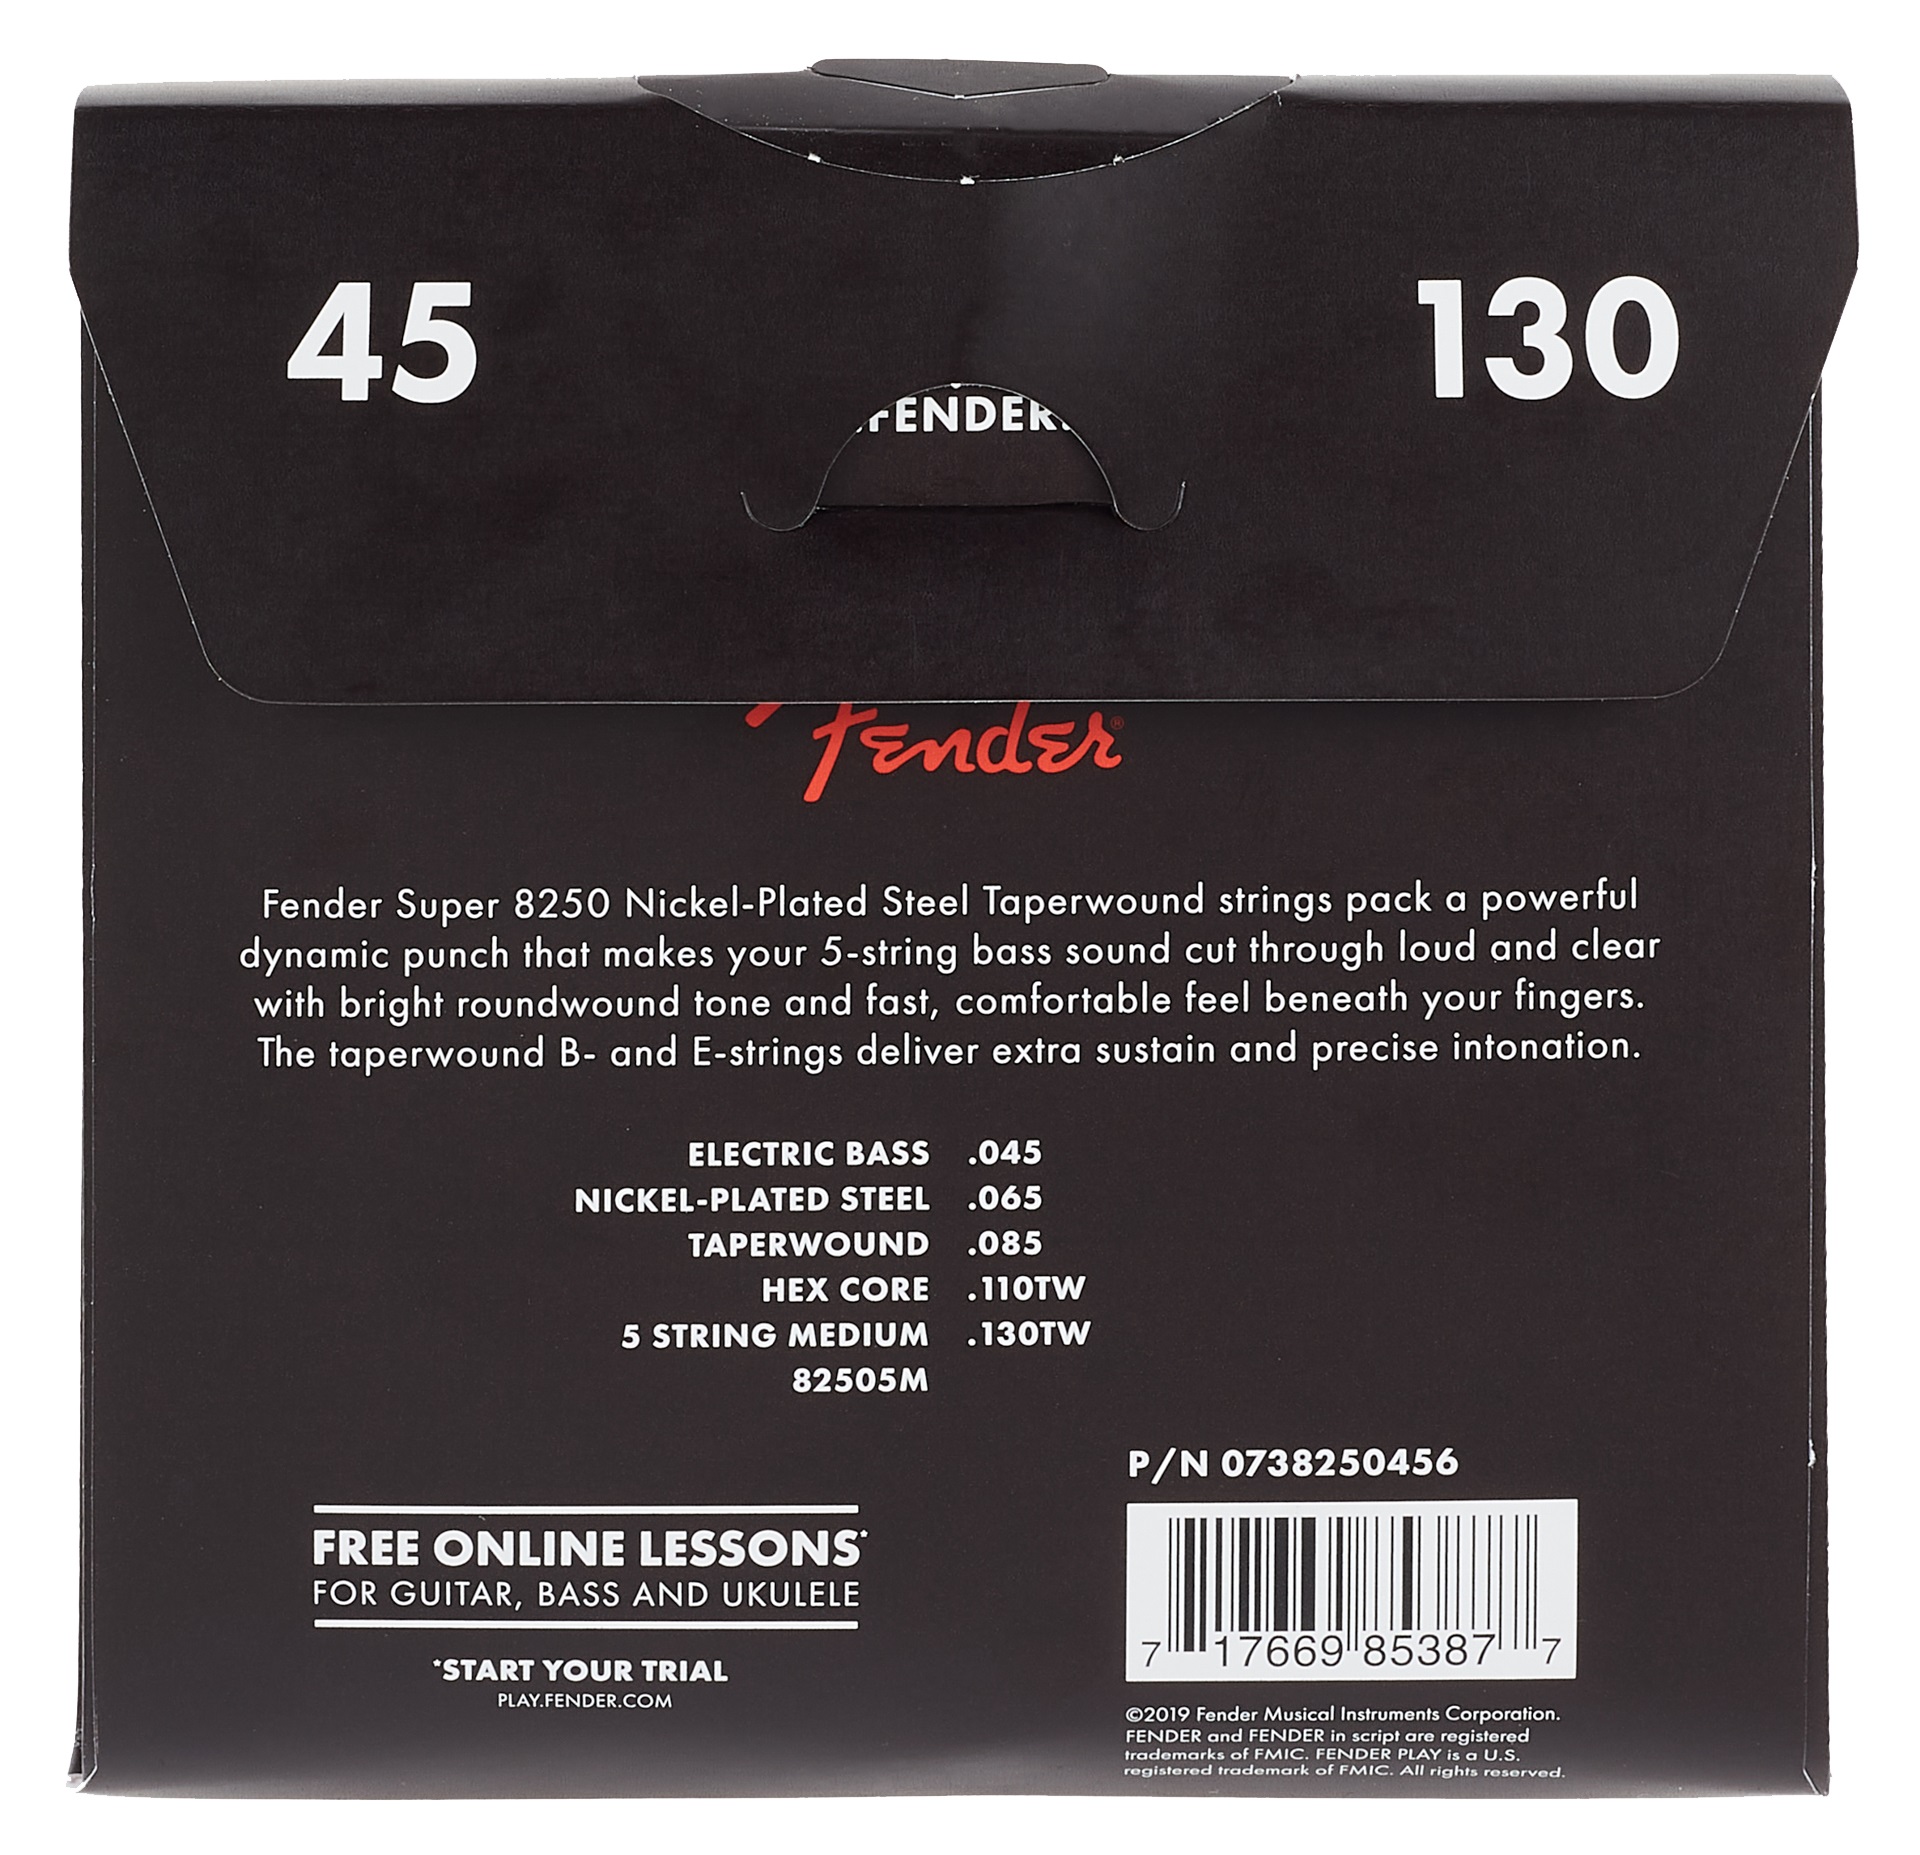 45 130
.FENDER.
Fender®
Fender Super 8250 Nickel-Plated Steel Taperwound strings pack a powerful
dynamic punch that makes your 5-string bass sound cut through loud and clear
with bright roundwound tone and fast, comfortable feel beneath your fingers.
The taperwound B- and E-strings deliver extra sustain and precise intonation.
ELECTRIC BASS .045
NICKEL-PLATED STEEL .065
TAPERWOUND .085
HEX CORE .110TW
5 STRING MEDIUM .130TW
82505M
P/N 0738250456
FREE ONLINE LESSONS*
FOR GUITAR, BASS AND UKULELE
*START YOUR TRIAL
PLAY.FENDER.COM
7 17669 85387 7
©2019 Fender Musical Instruments Corporation.
FENDER and FENDER in script are registered
trademarks of FMIC. FENDER PLAY is a U.S.
registered trademark of FMIC. All rights reserved.